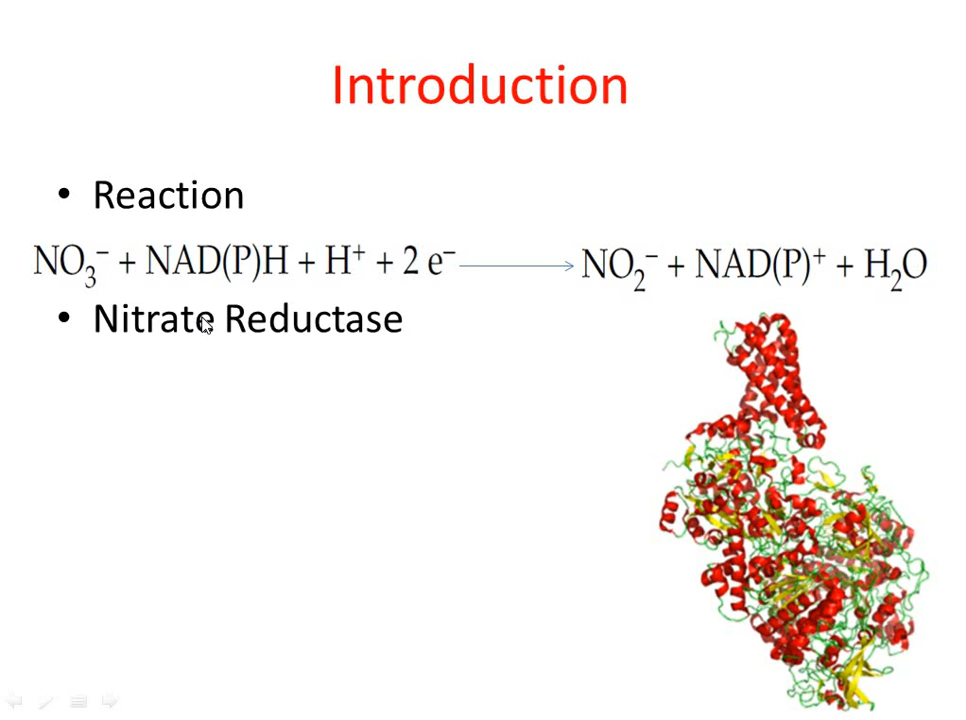 Introduction
• Reaction
NO₃⁻ + NAD(P)H + H⁺ + 2 e⁻ → NO₂⁻ + NAD(P)⁺ + H₂O
• Nitrate Reductase